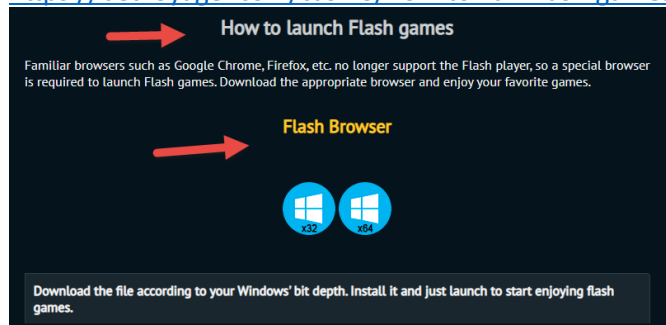 How to launch Flash games
Familiar browsers such as Google Chrome, Firefox, etc. no longer support the Flash player, so a special browser
is required to launch Flash games. Download the appropriate browser and enjoy your favorite games.
Flash Browser
x32 x64
Download the file according to your Windows' bit depth. Install it and just launch to start enjoying flash
games.